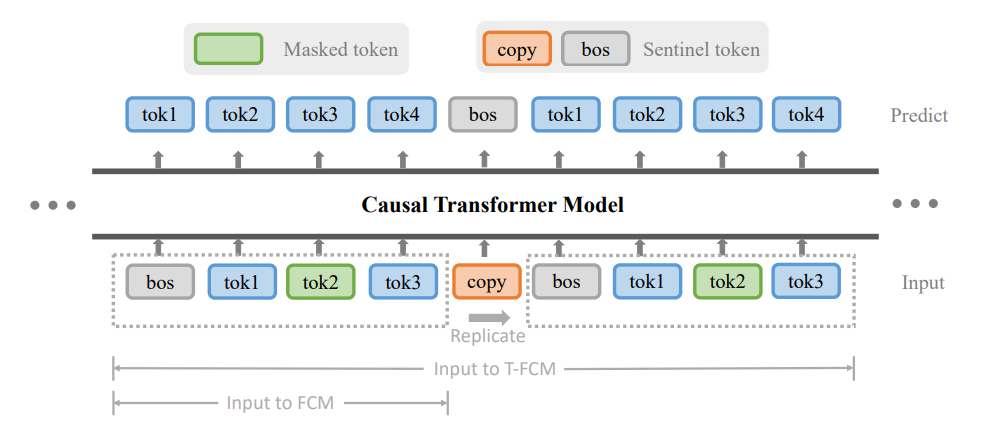 Masked token copy bos Sentinel token
tok1 tok2 tok3 tok4 bos tok1 tok2 tok3 tok4 Predict
Causal Transformer Model
bos tok1 tok2 tok3 copy bos tok1 tok2 tok3 Input
Replicate
Input to T-FCM
Input to FCM